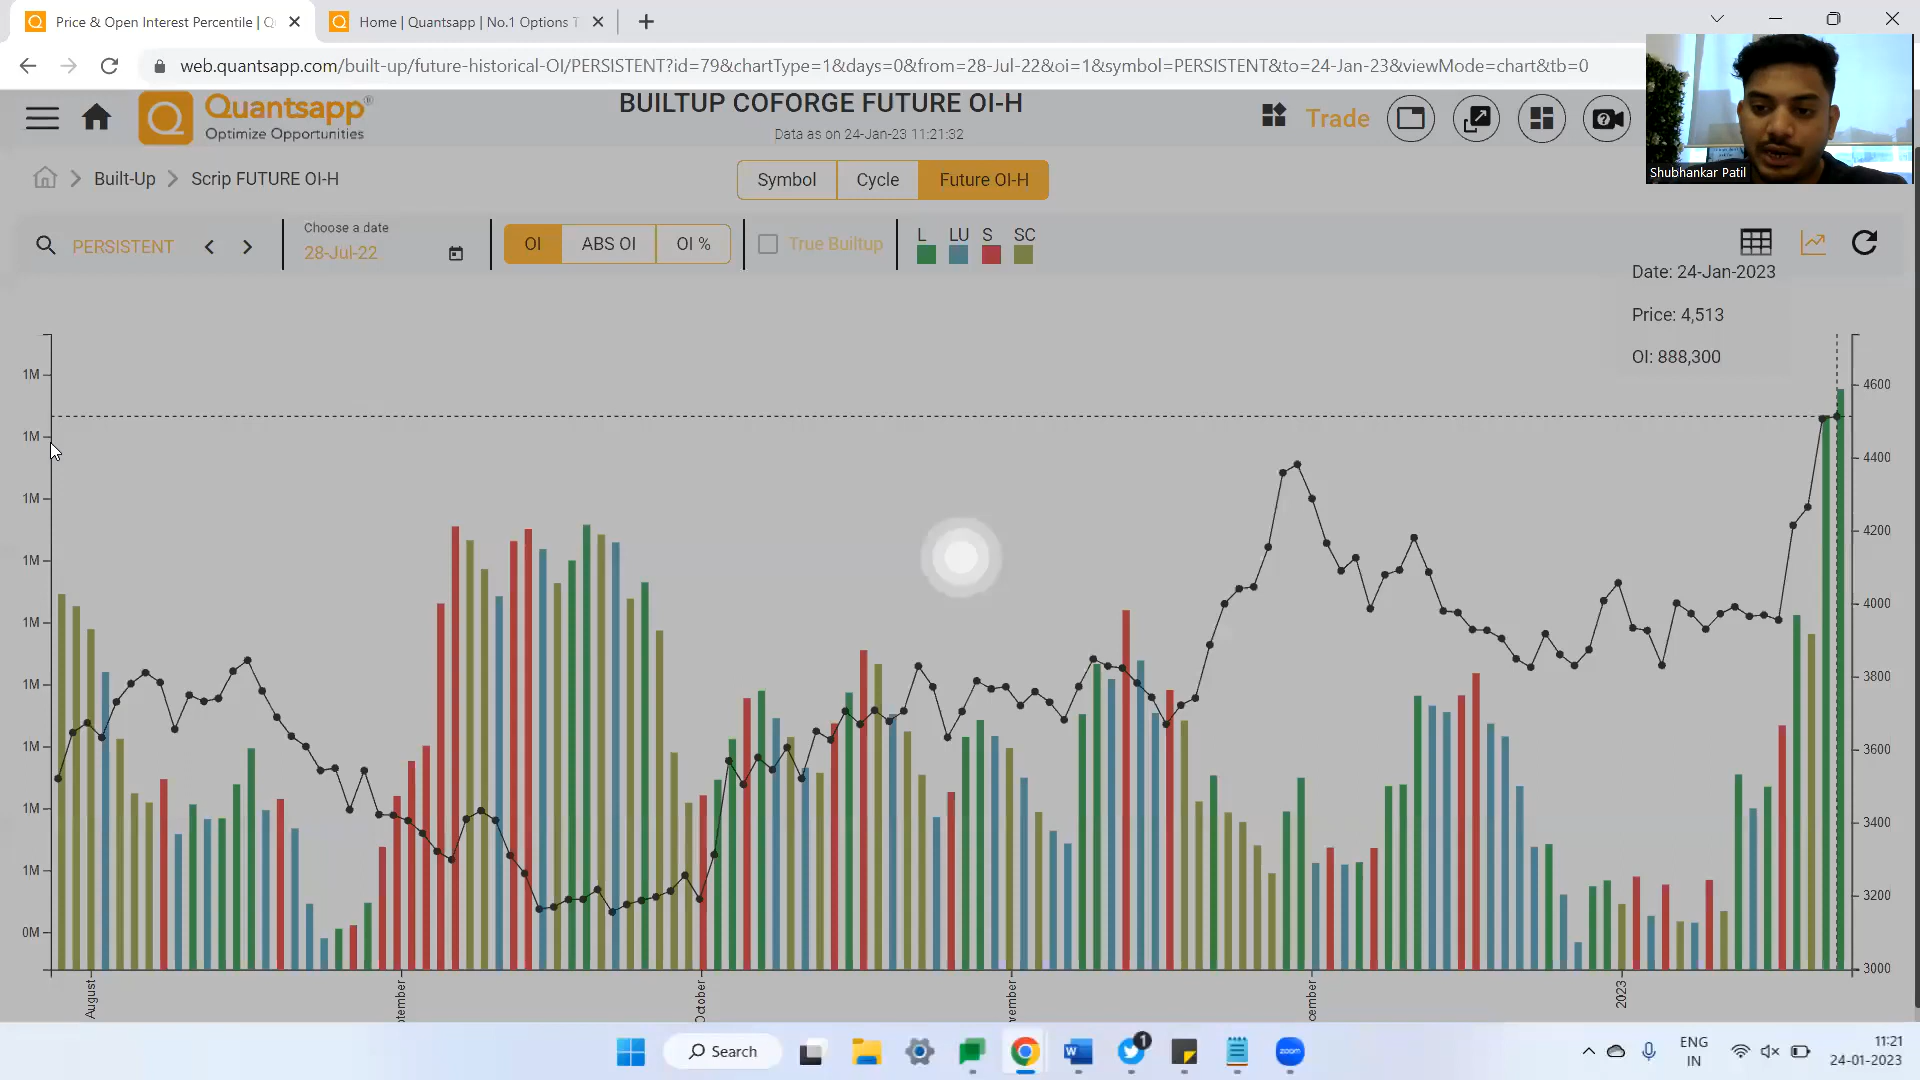 Price & Open Interest Percentile | Q
Home | Quantsapp | No.1 Options T
web.quantsapp.com/built-up/future-historical-OI/PERSISTENT?id=79&chartType=1&days=0&from=28-Jul-22&oi=1&symbol=PERSISTENT&to=24-Jan-23&viewMode=chart&tb=0
Quantsapp®
Optimize Opportunities
BUILTUP COFORGE FUTURE OI-H
Data as on 24-Jan-23 11:21:32
Trade
Shubhankar Patil
Built-Up
Scrip FUTURE OI-H
Symbol
Cycle
Future OI-H
PERSISTENT
Choose a date
28-Jul-22
OI
ABS OI
OI %
True Builtup
L
LU
S
SC
Date: 24-Jan-2023
Price: 4,513
OI: 888,300
1M
1M
1M
1M
1M
1M
1M
1M
1M
0M
4600
4400
4200
4000
3800
3600
3400
3200
3000
August
ptember
October
vember
cember
2023
Search
W
1
zoom
ENG
IN
11:21
24-01-2023